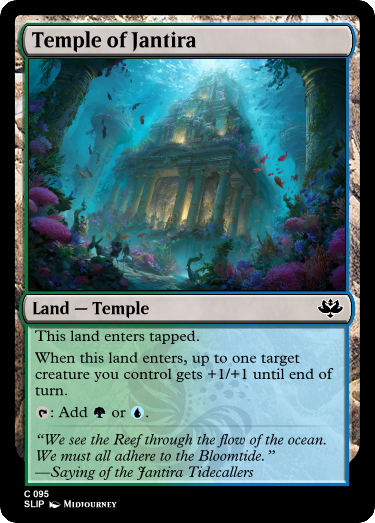 Temple of Jantira
Land — Temple
This land enters tapped.
When this land enters, up to one target
creature you control gets +1/+1 until end of
turn.
: Add or .
“We see the Reef through the flow of the ocean.
We must all adhere to the Bloomtide.”
—Saying of the Jantira Tidecallers
C 095
SLIP Midjourney